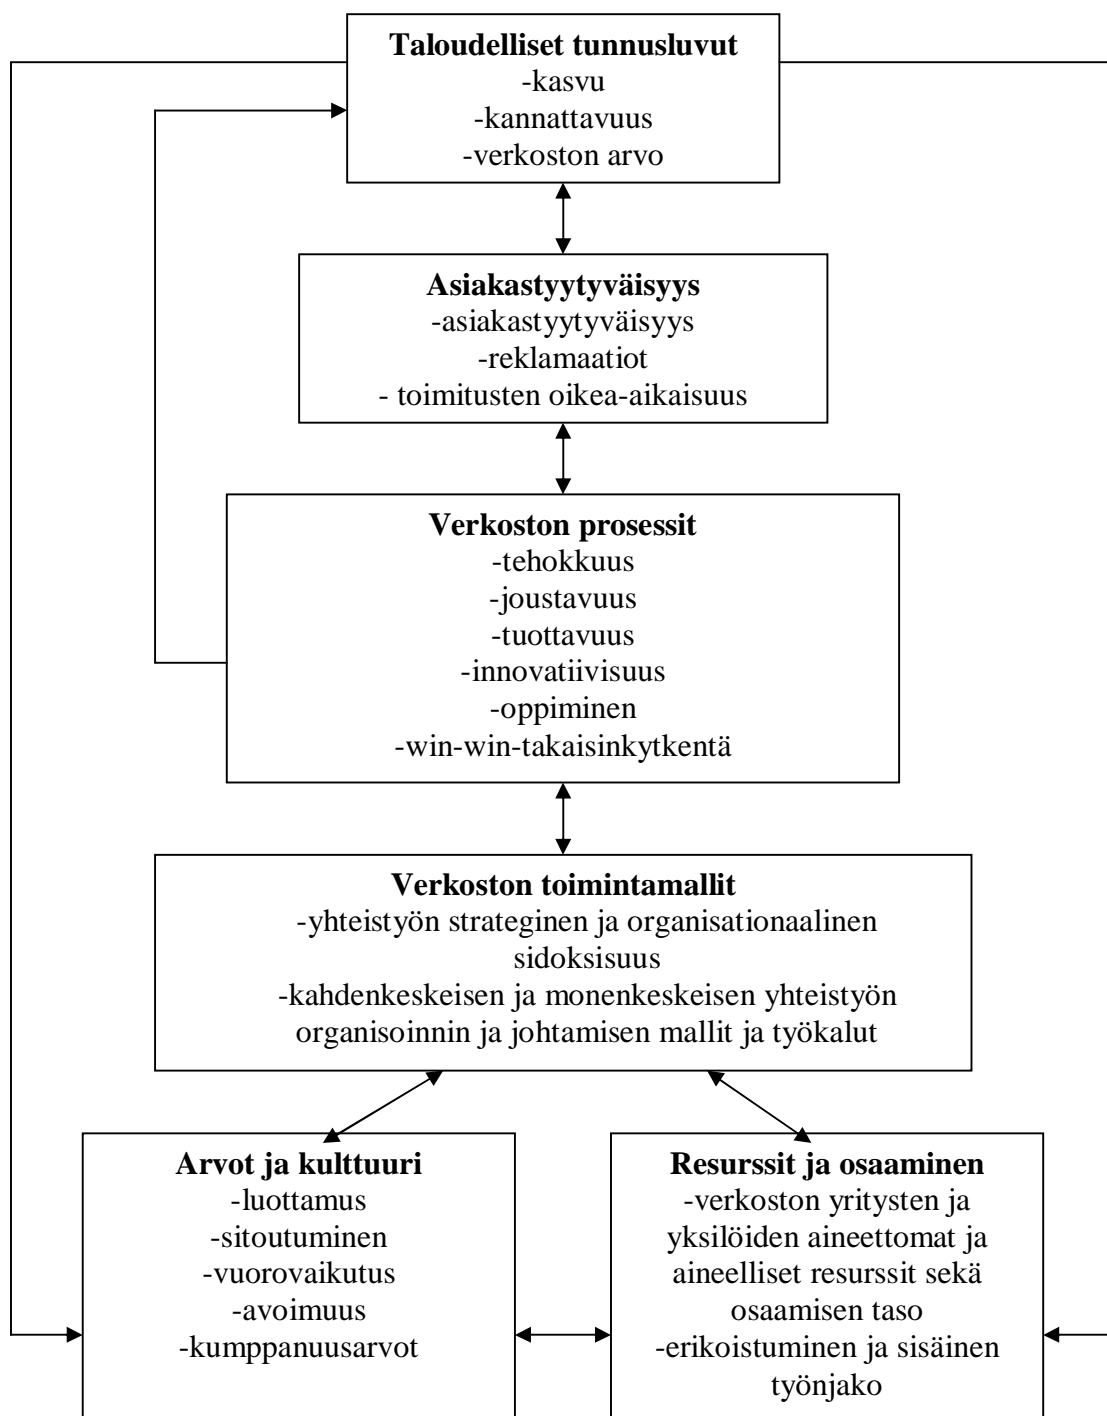 Taloudelliset tunnusluvut
-kasvu
-kannattavuus
-verkoston arvo
Asiakastyytyväisyys
-asiakastyytyväisyys
-reklamaatiot
- toimitusten oikea-aikaisuus
Verkoston prosessit
-tehokkuus
-joustavuus
-tuottavuus
-innovatiivisuus
-oppiminen
-win-win-takaisinkytkentä
Verkoston toimintamallit
-yhteistyön strateginen ja organisationaalinen
sidoksisuus
-kahdenkeskeisen ja monenkeskeisen yhteistyön
organisoinnin ja johtamisen mallit ja työkalut
Arvot ja kulttuuri
-luottamus
-sitoutuminen
-vuorovaikutus
-avoimuus
-kumppanuusarvot
Resurssit ja osaaminen
-verkoston yritysten ja
yksilöiden aineettomat ja
aineelliset resurssit sekä
osaamisen taso
-erikoistuminen ja sisäinen
työnjako